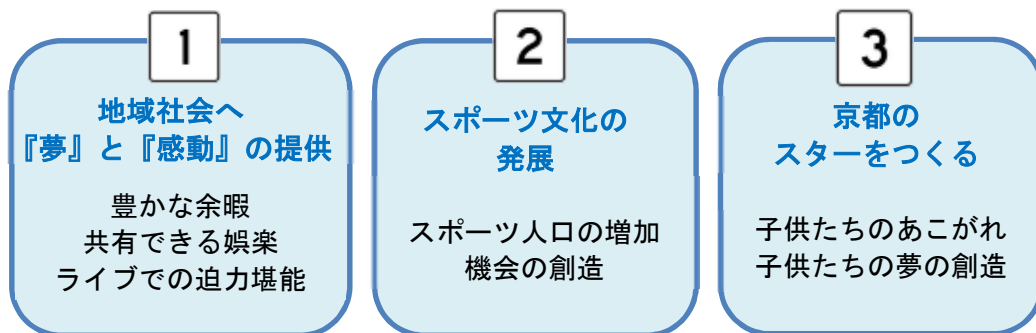 1
地域社会へ
『夢』と『感動』の提供
豊かな余暇
共有できる娯楽
ライブでの迫力堪能
2
スポーツ文化の
発展
スポーツ人口の増加
機会の創造
3
京都の
スターをつくる
子供たちのあこがれ
子供たちの夢の創造